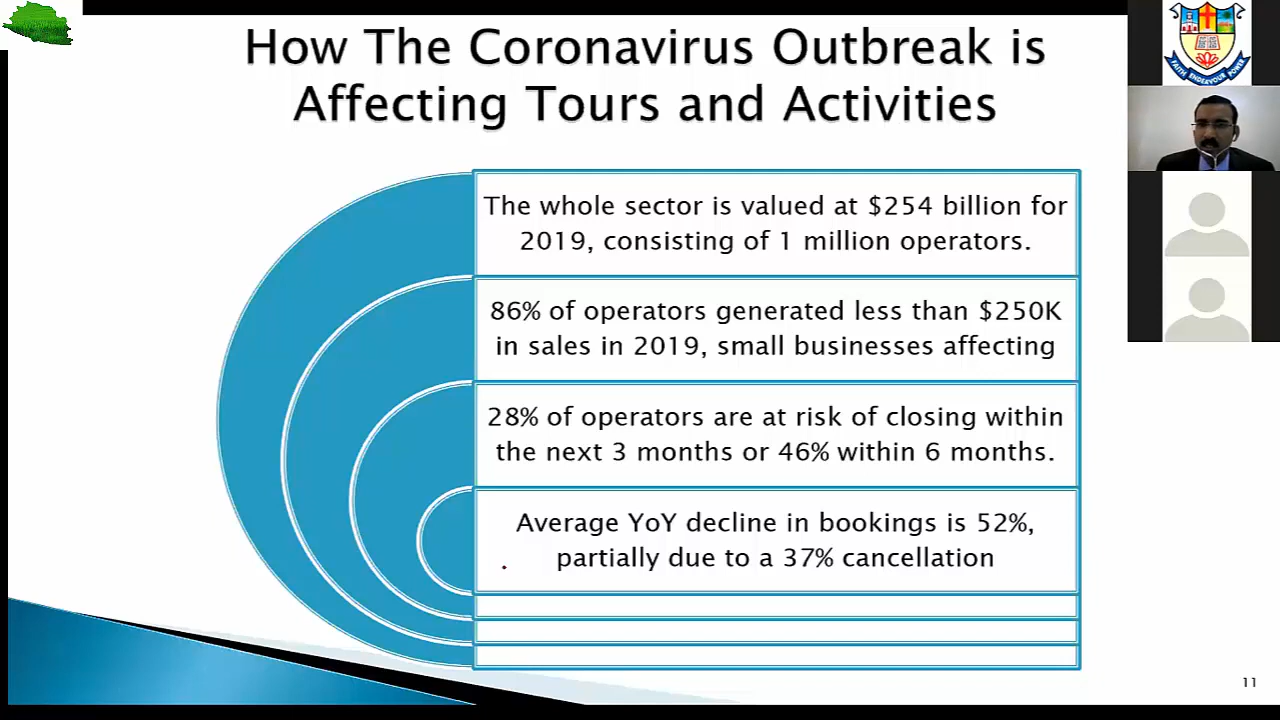 How The Coronavirus Outbreak is
Affecting Tours and Activities
The whole sector is valued at $254 billion for
2019, consisting of 1 million operators.
86% of operators generated less than $250K
in sales in 2019, small businesses affecting
28% of operators are at risk of closing within
the next 3 months or 46% within 6 months.
Average YoY decline in bookings is 52%,
partially due to a 37% cancellation
11
FAITH ENDEAVOUR POWER